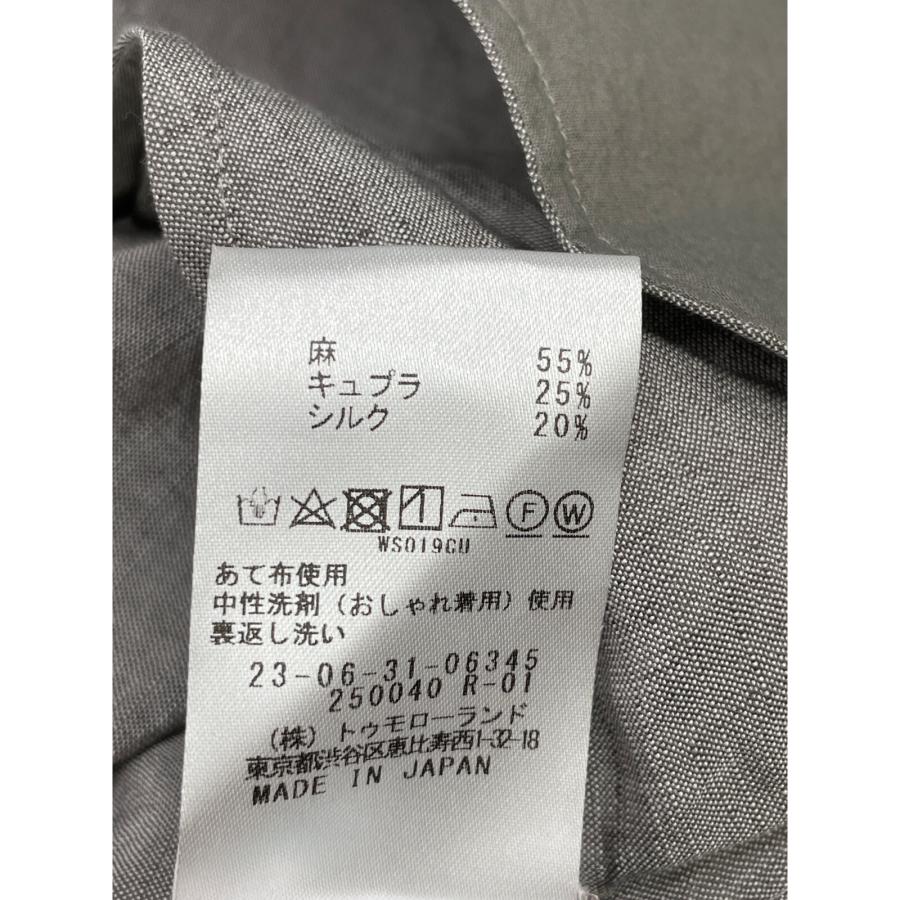 麻 55%
キュプラ 25%
シルク 20%
F W
WS019CU
あて布使用
中性洗剤(おしゃれ着用)使用
裏返し洗い
23-06-31-06345
250040 R-01
(株)トゥモローランド
東京都渋谷区恵比寿西1-32-18
MADE IN JAPAN